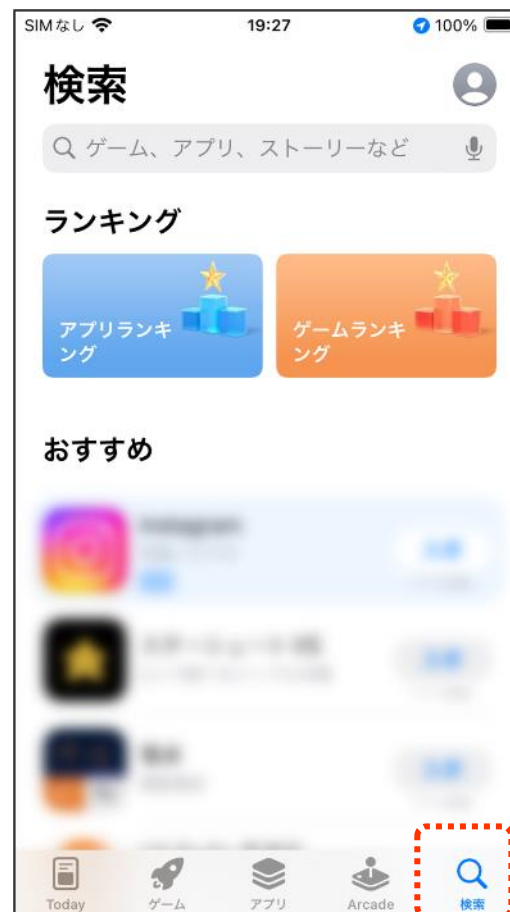 SIMなし 19:27 100%
検索
ゲーム、アプリ、ストーリーなど
ランキング
アプリランキ
ング
ゲームランキ
ング
おすすめ
Instagram
Today ゲーム アプリ Arcade 検索